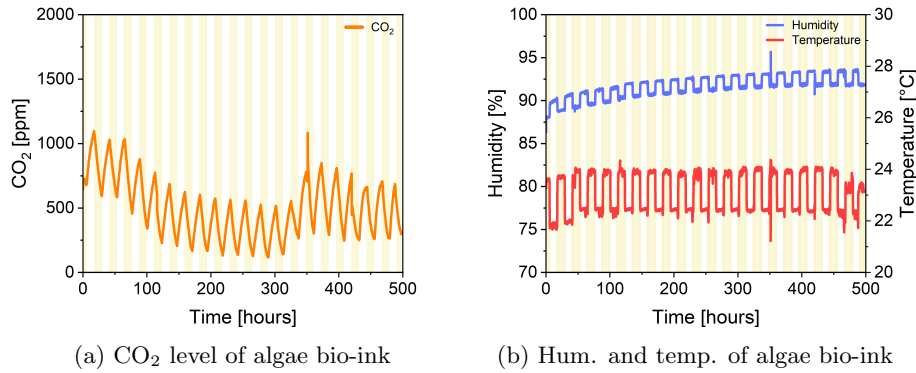 2000
1500
1000
500
0
CO₂ [ppm]
CO₂
0 100 200 300 400 500
Time [hours]
(a) CO₂ level of algae bio-ink
100
95
90
85
80
75
70
Humidity [%]
Humidity
Temperature
30
28
26
24
22
20
Temperature [°C]
0 100 200 300 400 500
Time [hours]
(b) Hum. and temp. of algae bio-ink